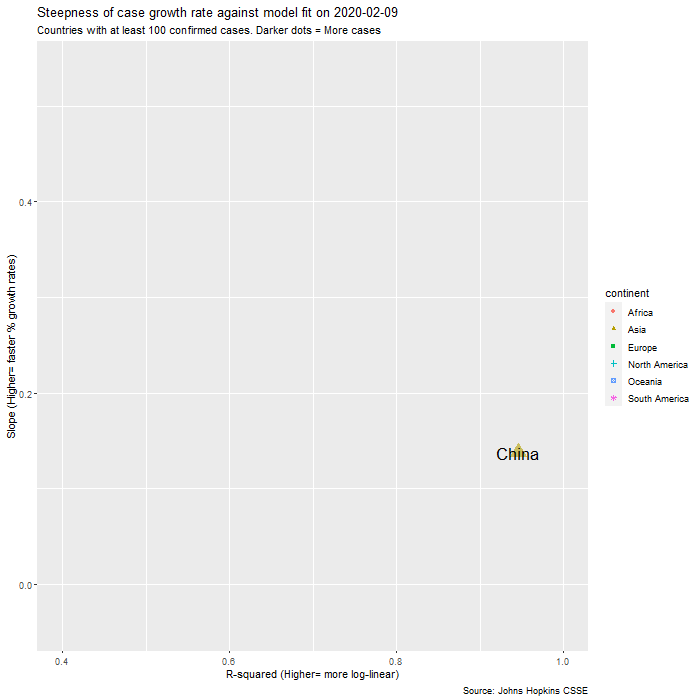 Steepness of case growth rate against model fit on 2020-02-09
Countries with at least 100 confirmed cases. Darker dots = More cases
Slope (Higher= faster % growth rates)
0.4
0.2
0.0
China
0.4
0.6
0.8
1.0
R-squared (Higher= more log-linear)
continent
Africa
Asia
Europe
North America
Oceania
South America
Source: Johns Hopkins CSSE